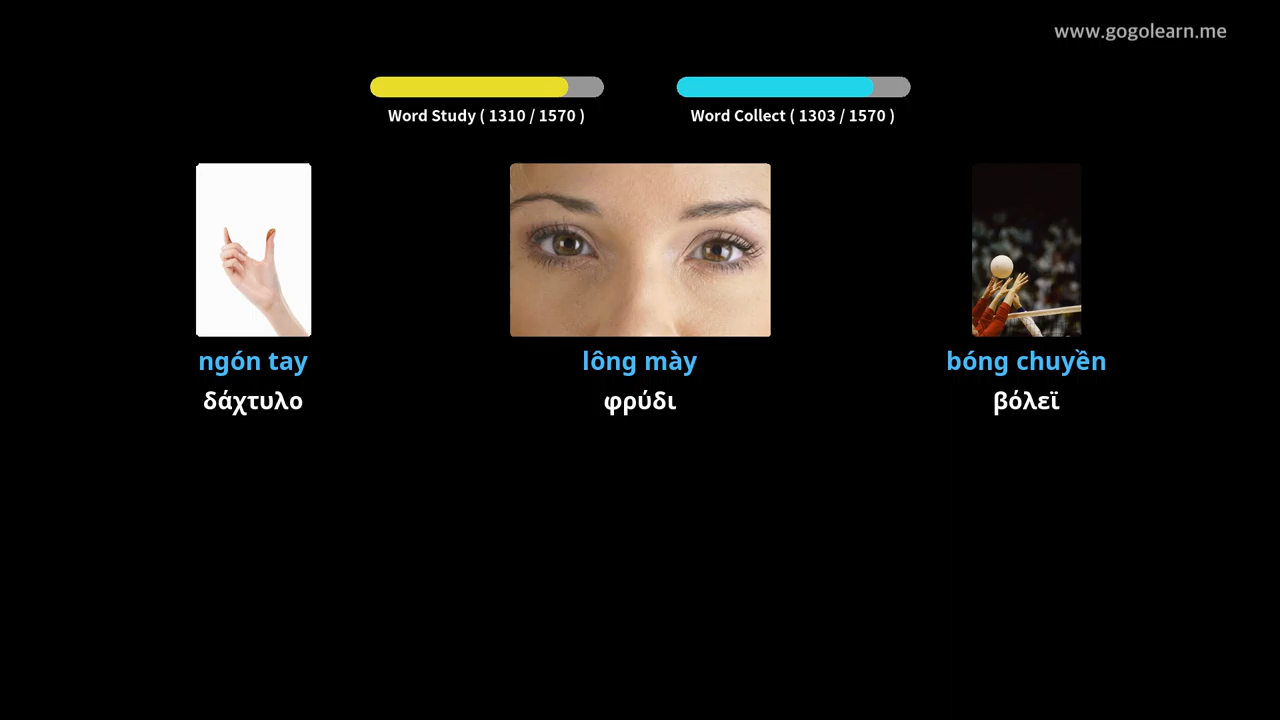 www.gogolearn.me
Word Study ( 1310 / 1570 )
Word Collect ( 1303 / 1570 )
ngón tay
δάχτυλο
lông mày
φρύδι
bóng chuyền
βόλεϊ